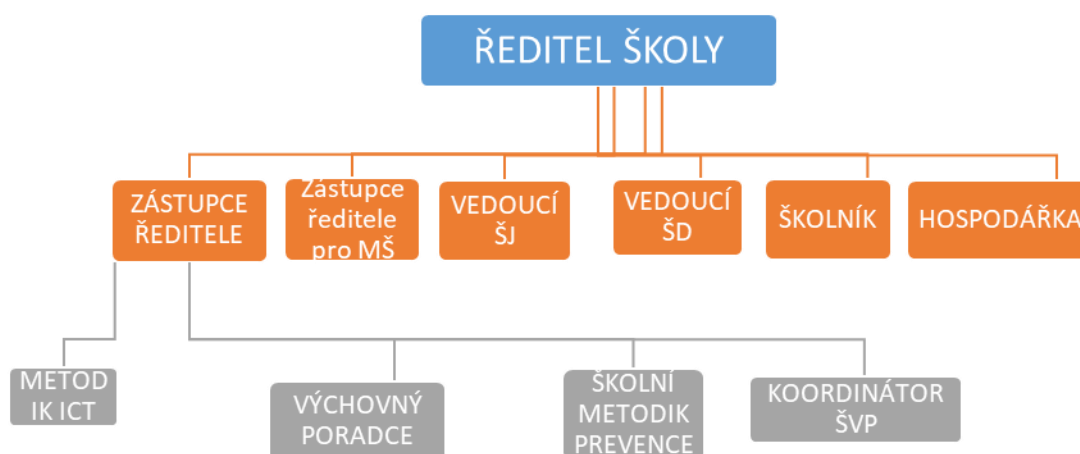 ŘEDITEL ŠKOLY
ZÁSTUPCE
ŘEDITELE
Zástupce
ředitele
pro MŠ
VEDOUCÍ
ŠJ
VEDOUCÍ
ŠD
ŠKOLNÍK
HOSPODÁŘKA
METOD
IK ICT
VÝCHOVNÝ
PORADCE
ŠKOLNÍ
METODIK
PREVENCE
KOORDINÁTOR
ŠVP